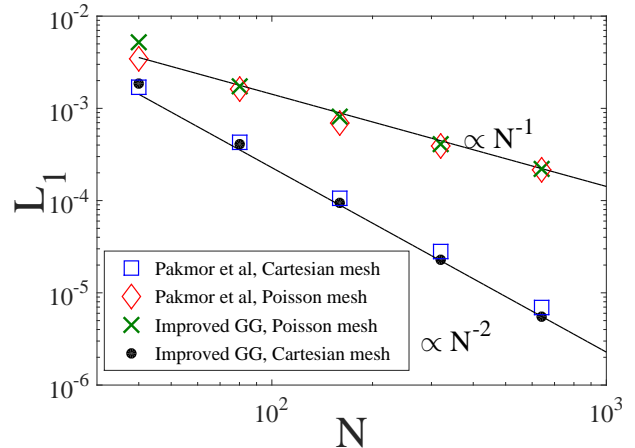 10^-2
10^-3
10^-4
10^-5
10^-6
L_1
∝ N^-1
∝ N^-2
Pakmor et al, Cartesian mesh
Pakmor et al, Poisson mesh
Improved GG, Poisson mesh
Improved GG, Cartesian mesh
10^2
10^3
N